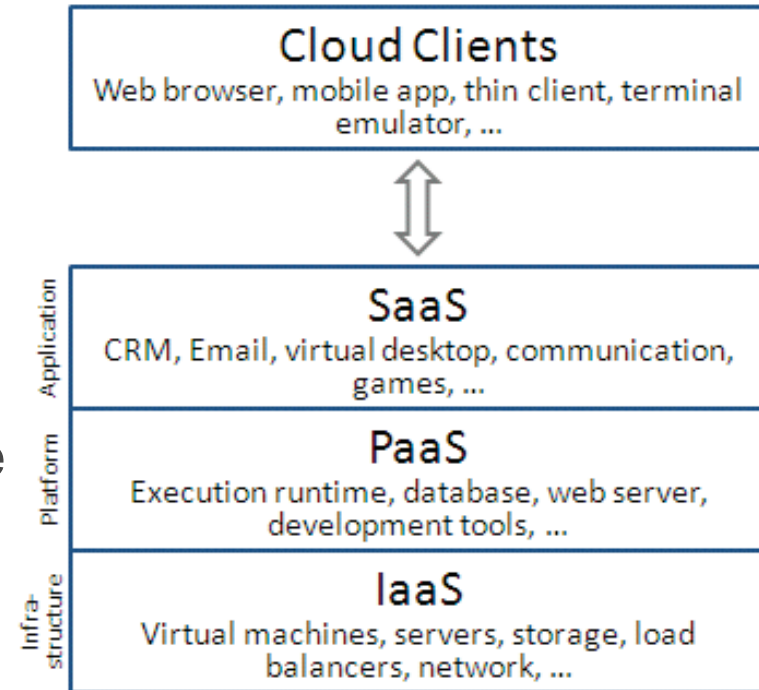 Cloud Clients
Web browser, mobile app, thin client, terminal
emulator, ...
Application
SaaS
CRM, Email, virtual desktop, communication,
games, ...
e
Platform
PaaS
Execution runtime, database, web server,
development tools, ...
Infra-
structure
IaaS
Virtual machines, servers, storage, load
balancers, network, ...